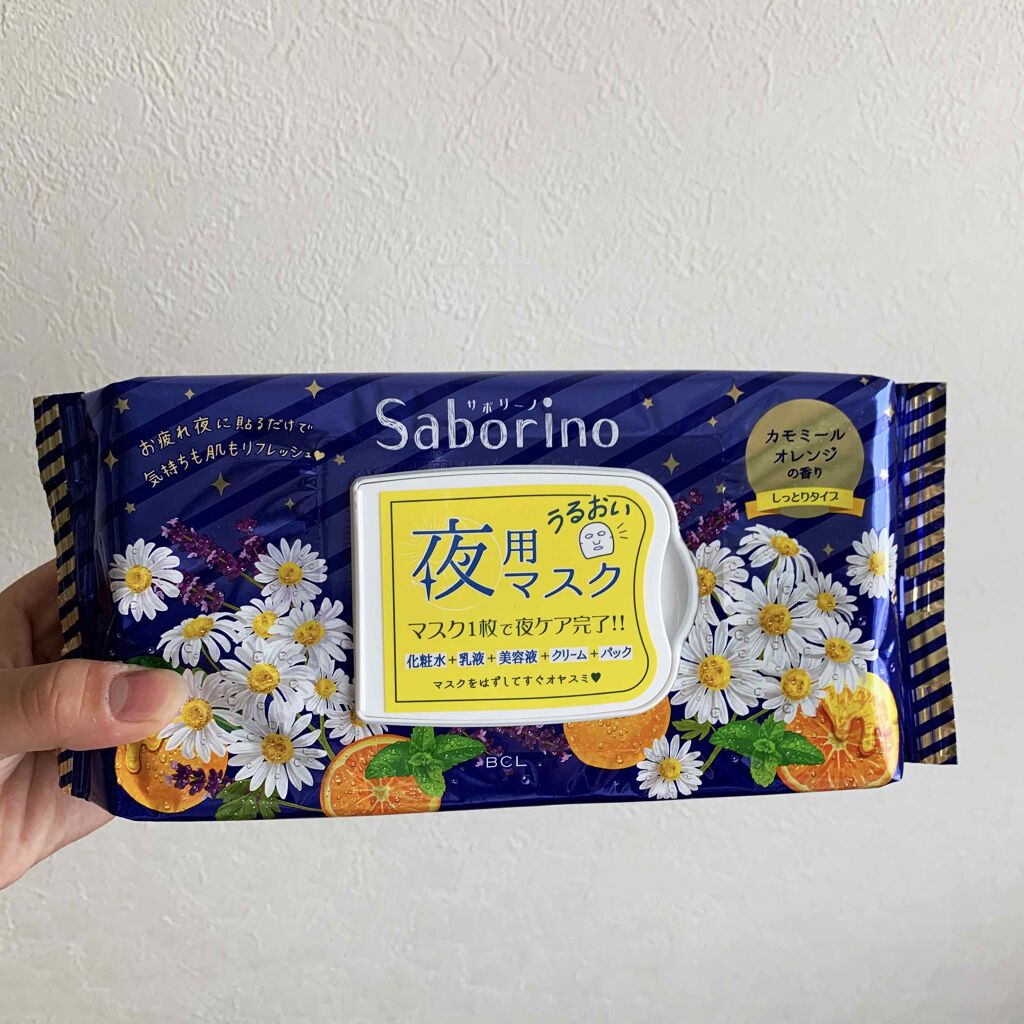 サボリーノ
Saborino
お疲れ夜に貼るだけで
気持ちも肌もリフレッシュ♥
カモミール
オレンジ
の香り
しっとりタイプ
うるおい
夜用
マスク
マスク1枚で夜ケア完了!!
化粧水+乳液+美容液+クリーム+パック
マスクをはずしてすぐオヤスミ♥
BCL